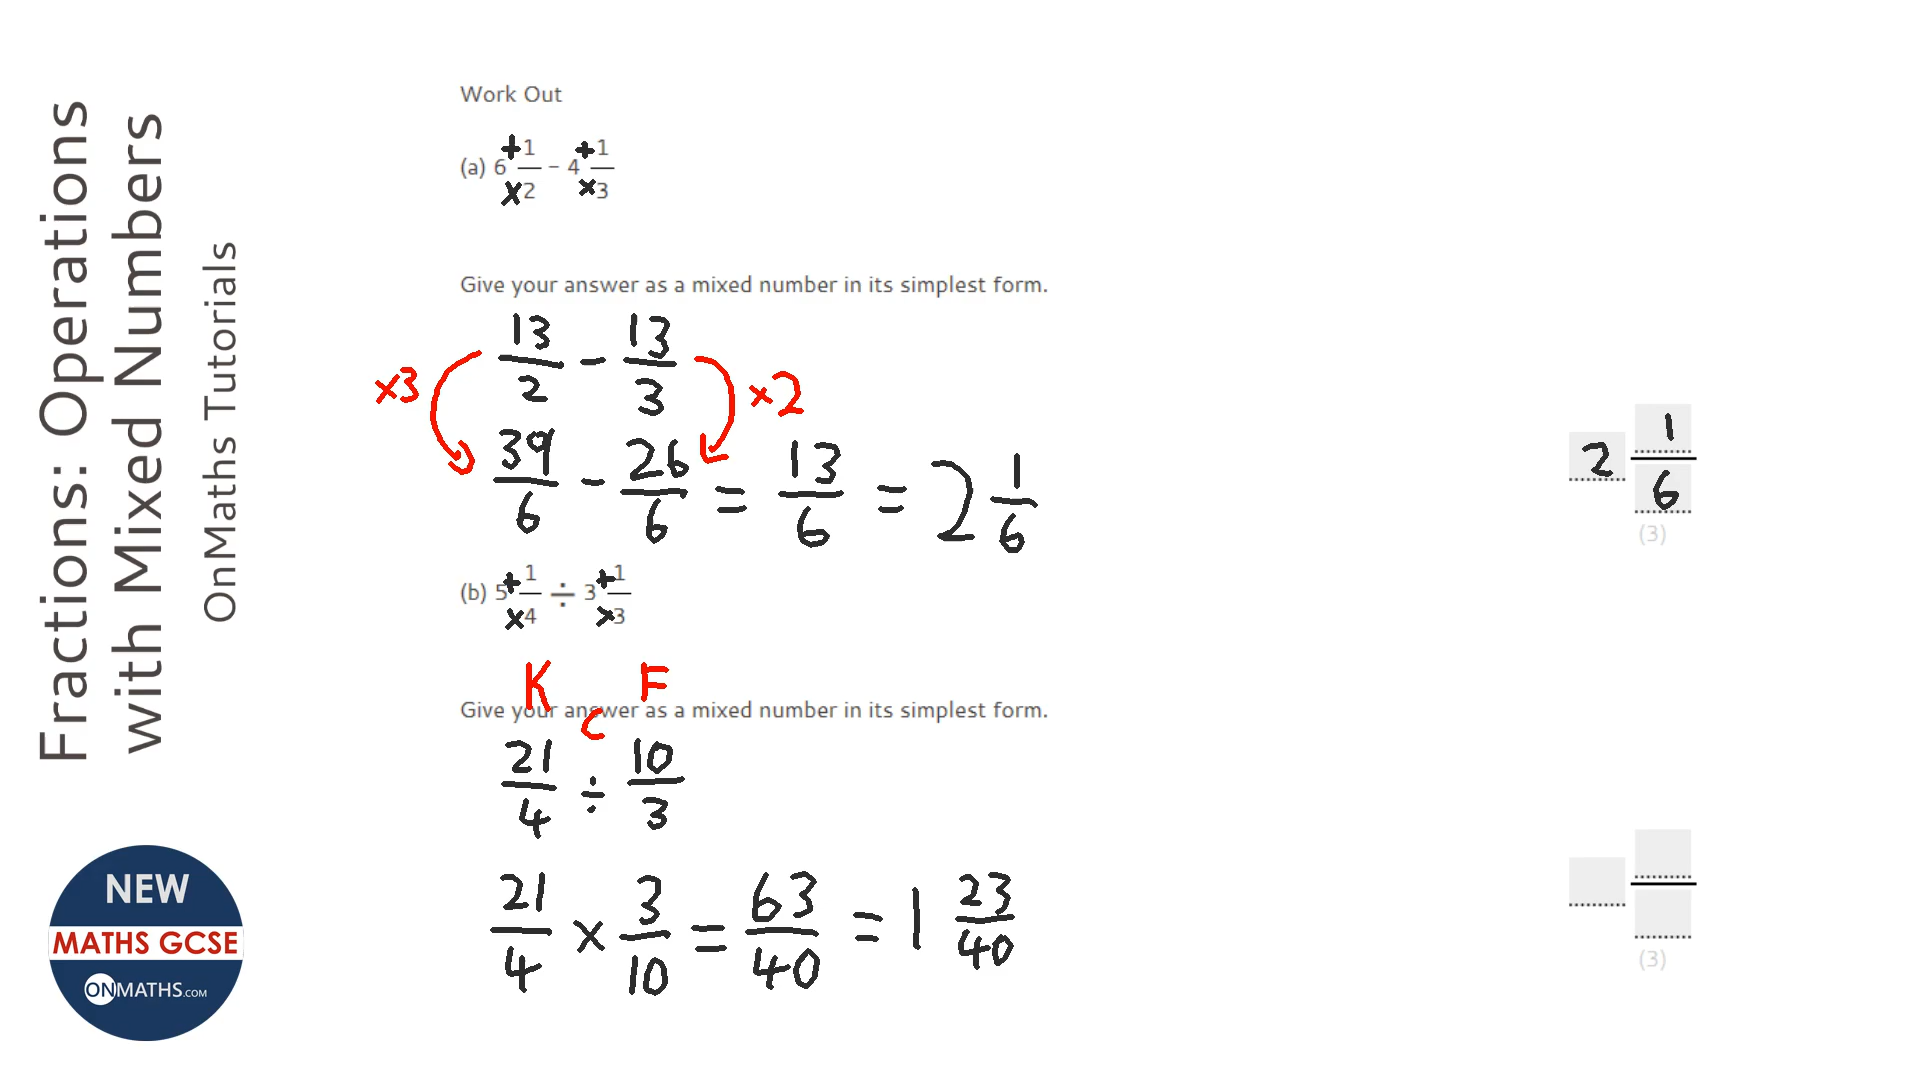 Fractions: Operations
with Mixed Numbers
OnMaths Tutorials
Work Out
(a) 6 + 1/× 2 - 4 + 1/× 3
Give your answer as a mixed number in its simplest form.
13/2 - 13/3
×3
×2
39/6 - 26/6 = 13/6 = 2 1/6
2 1/6
(3)
(b) 5 + 1/× 4 ÷ 3 + 1/× 3
K C F
Give your answer as a mixed number in its simplest form.
21/4 ÷ 10/3
21/4 × 3/10 = 63/40 = 1 23/40
(3)
NEW
MATHS GCSE
ONMATHS.COM